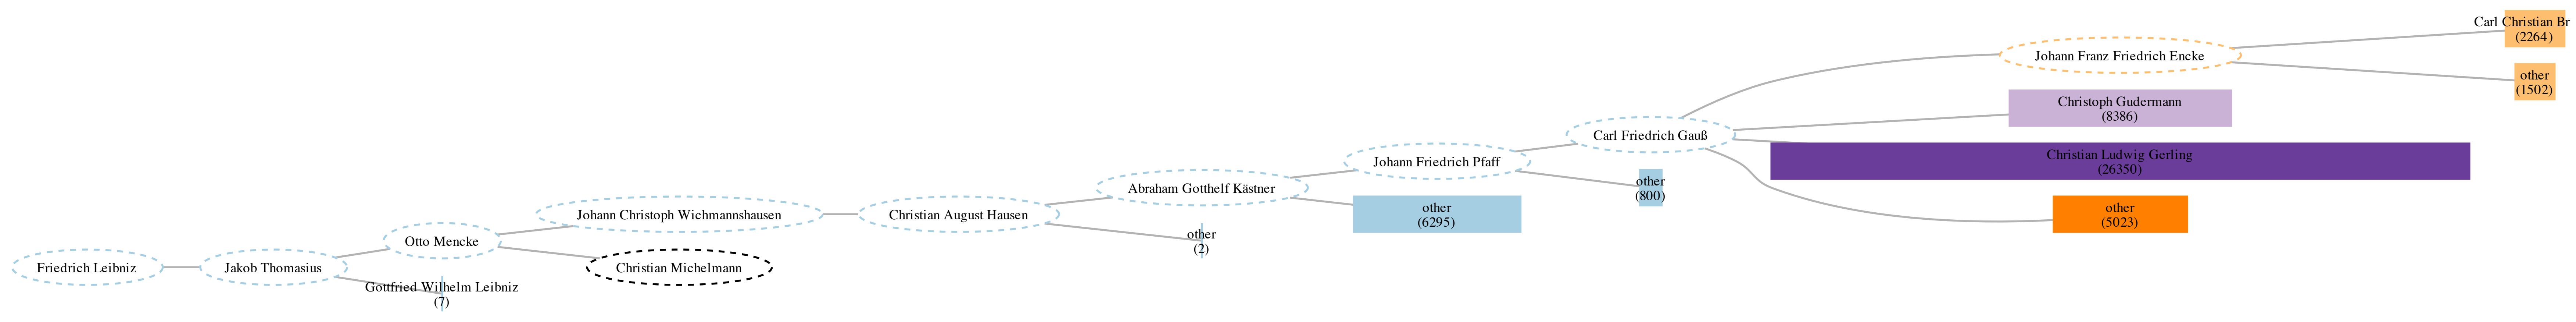 Friedrich Leibniz
Jakob Thomasius
Otto Mencke
Gottfried Wilhelm Leibniz
(7)
Johann Christoph Wichmannshausen
Christian Michelmann
Christian August Hausen
Abraham Gotthelf Kästner
other
(2)
Johann Friedrich Pfaff
other
(6295)
Carl Friedrich Gauß
other
(800)
Johann Franz Friedrich Encke
Christoph Gudermann
(8386)
Christian Ludwig Gerling
(26350)
other
(5023)
Carl Christian Br
(2264)
other
(1502)